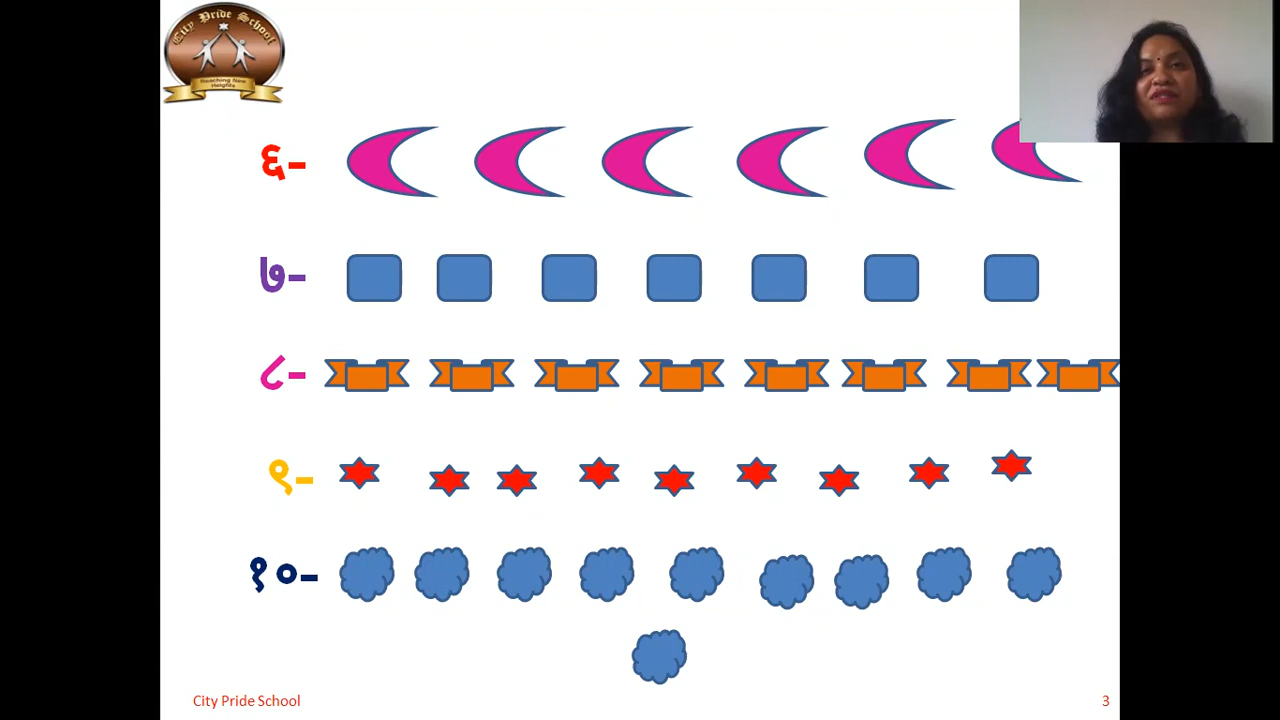 City Pride School
Reaching New
Heights
६-
७-
८-
९-
१०-
City Pride School
3